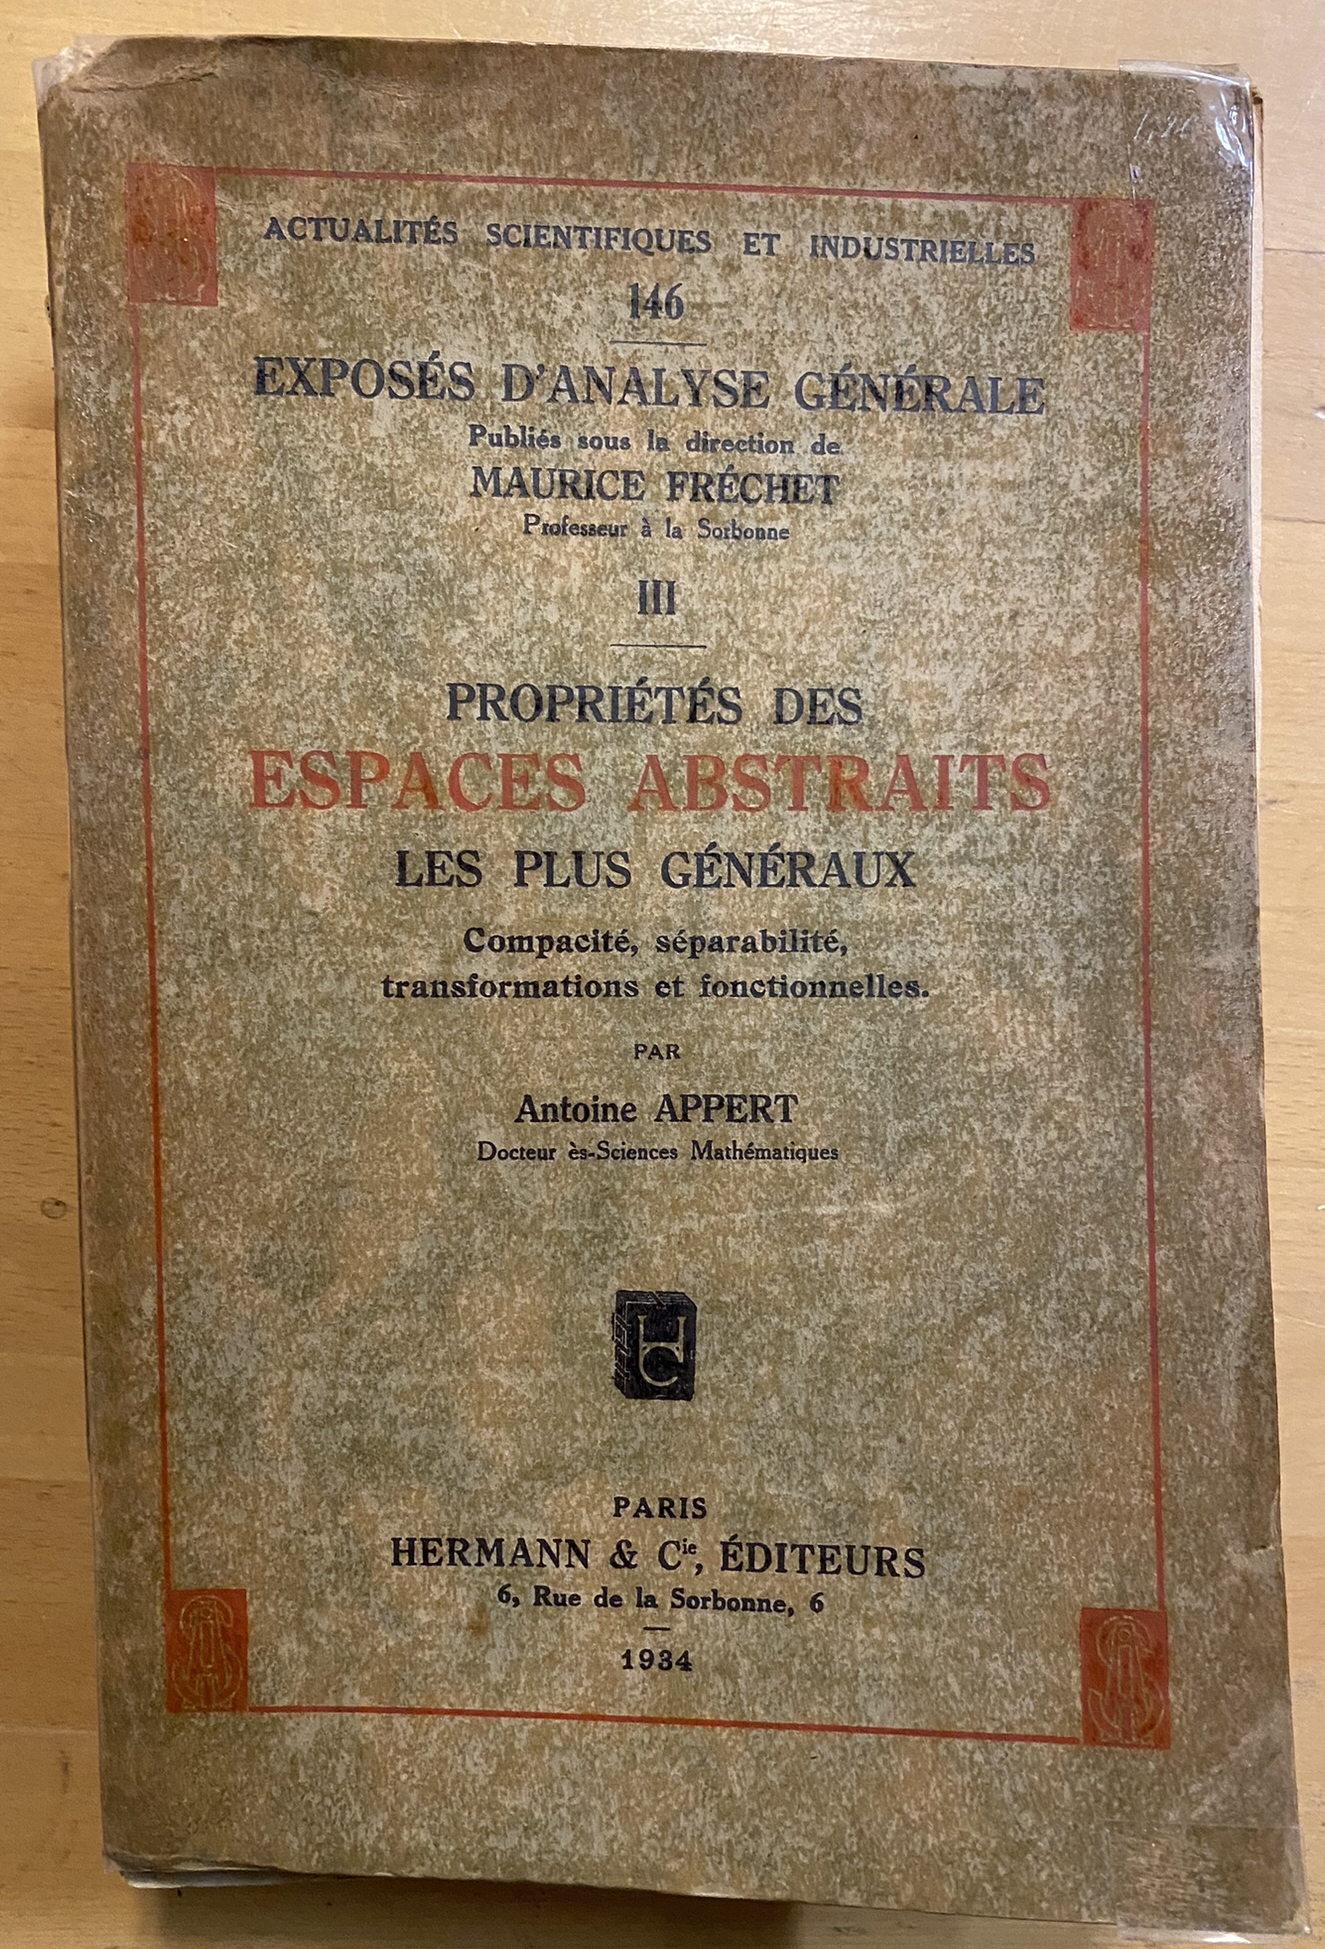 ACTUALITÉS SCIENTIFIQUES ET INDUSTRIELLES
146
EXPOSÉS D'ANALYSE GÉNÉRALE
Publiés sous la direction de
MAURICE FRÉCHET
Professeur à la Sorbonne
III
PROPRIÉTÉS DES
ESPACES ABSTRAITS
LES PLUS GÉNÉRAUX
Compacité, séparabilité,
transformations et fonctionnelles.
PAR
Antoine APPERT
Docteur ès-Sciences Mathématiques
HC
PARIS
HERMANN & Cie, ÉDITEURS
6, Rue de la Sorbonne, 6
1934